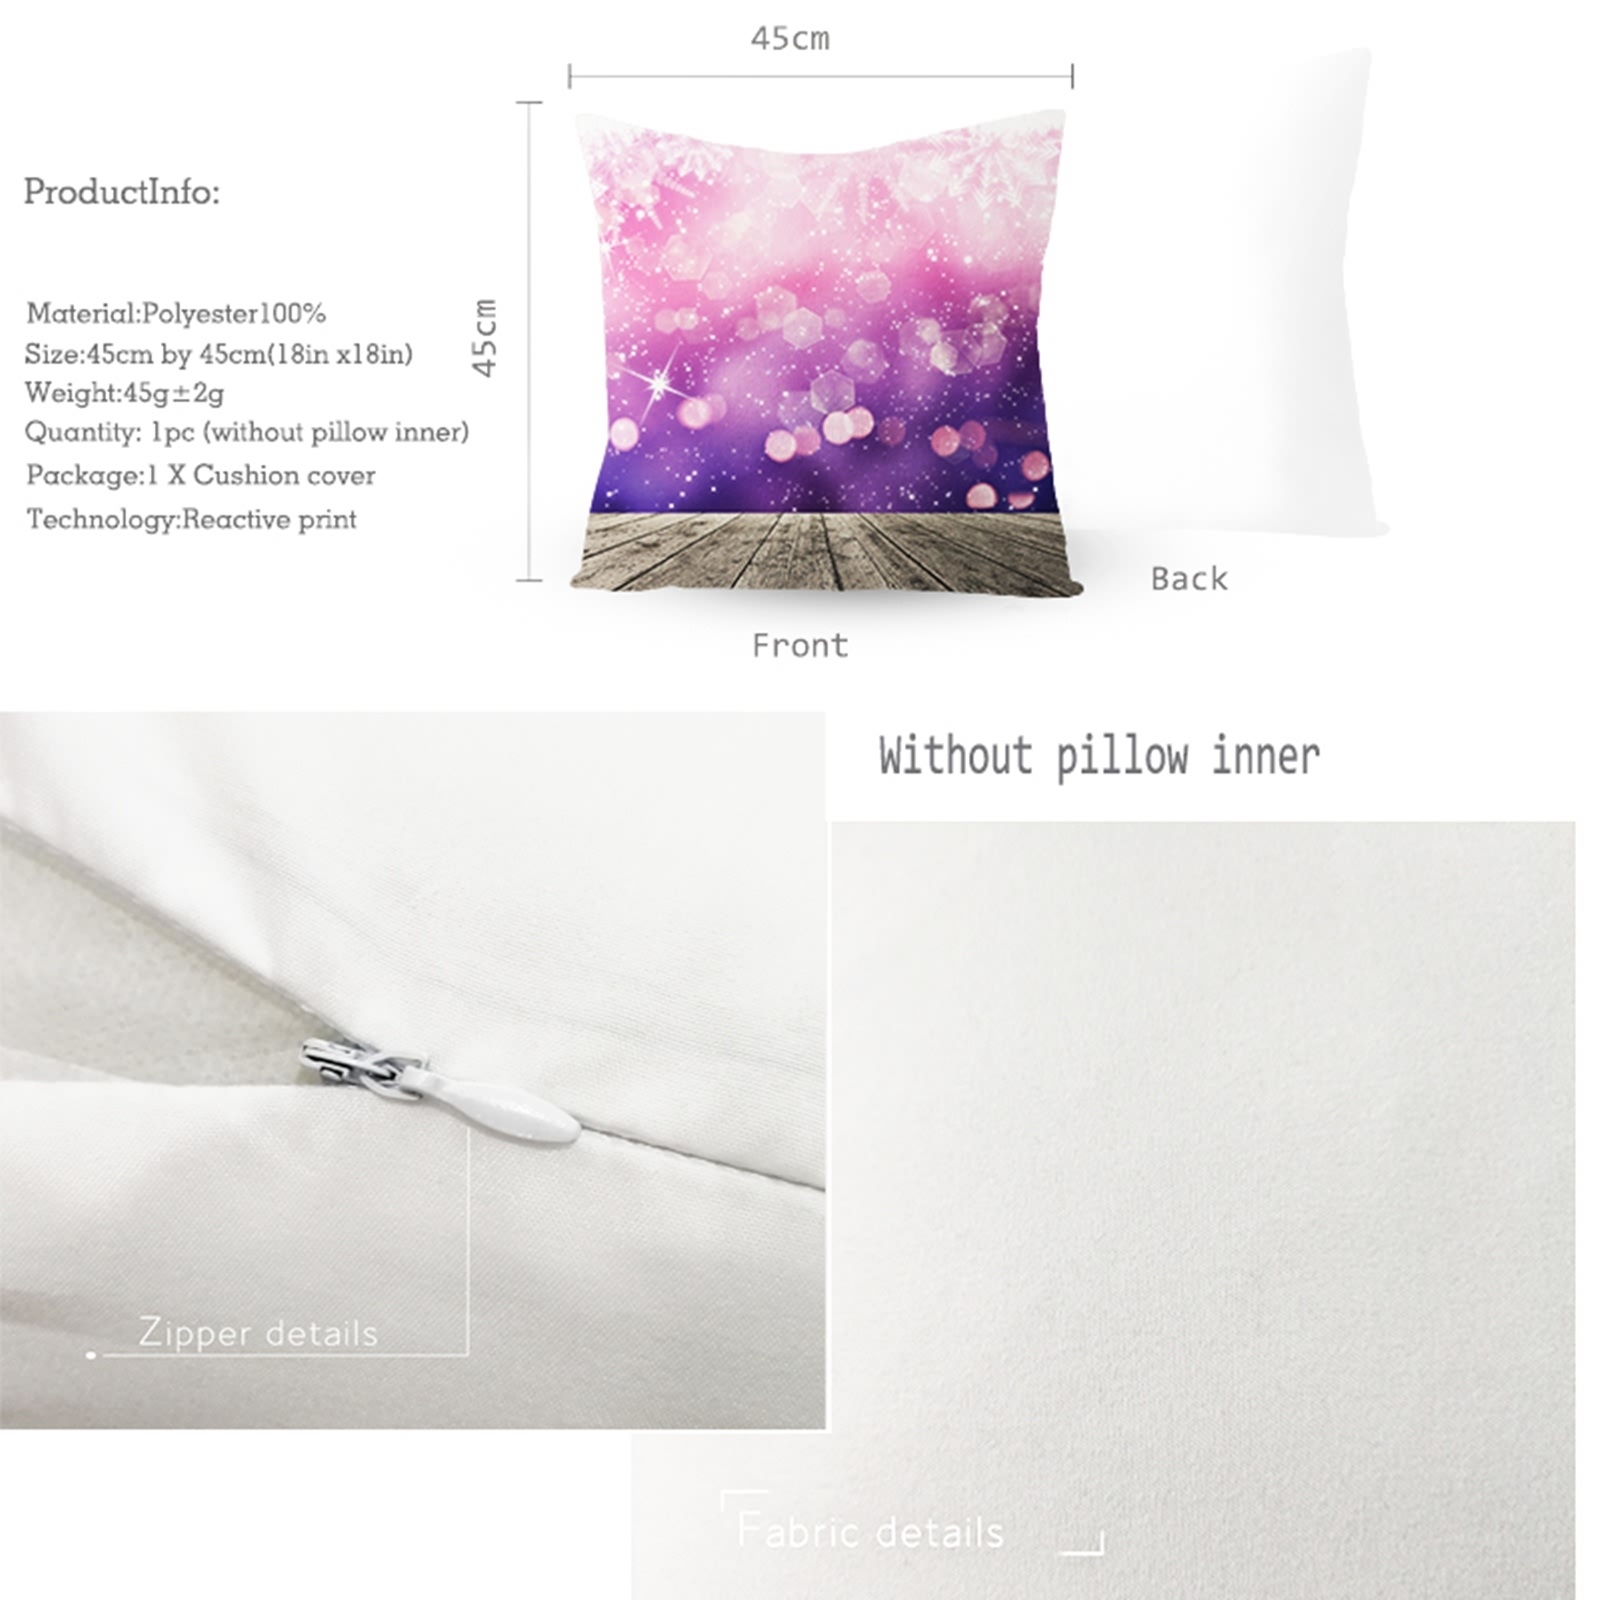 45cm
45cm
ProductInfo:
Material:Polyester100%
Size:45cm by 45cm(18in x18in)
Weight:45g±2g
Quantity: 1pc (without pillow inner)
Package:1 X Cushion cover
Technology:Reactive print
Back
Front
Without pillow inner
Zipper details
Fabric details